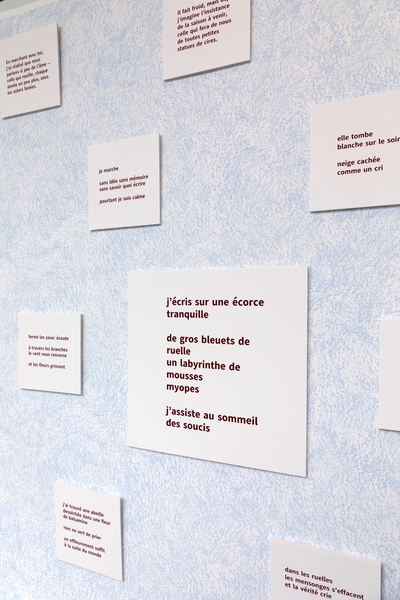 il fait froid, mais
j'imagine l'insistance
de la saison à venir,
celle qui fera de nous
de toutes petites
statues de cires.
En marchant avec toi,
j'ai réalisé que nous
portons si peu de l'âme –
celle qui rouille, chaque
année un peu plus, sous
les asters fanées.
je marche
sans idée sans mémoire
sans savoir quoi écrire
pourtant je suis calme
elle tombe
blanche sur le soir
neige cachée
comme un cri
j'écris sur une écorce
tranquille
de gros bleuets de
ruelle
un labyrinthe de
mousses
myopes
j'assiste au sommeil
des soucis
ferme les yeux. écoute
à travers les branches
le vent nous renverse
et les fleurs grincent
j'ai trouvé une abeille
desséchée dans une fleur
de balsamine
rien ne sert de prier
un effleurement suffit
à la suite du monde
dans les ruelles
les mensonges s'effacent
et la vérité crie